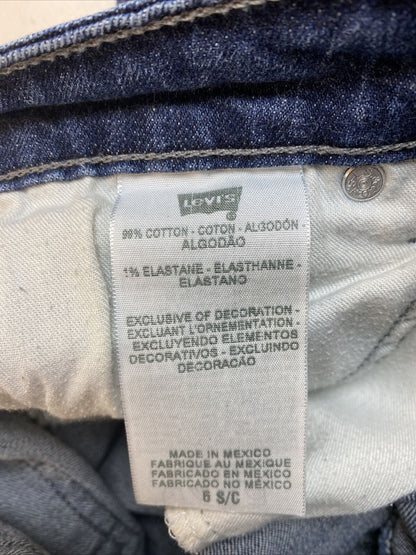 Levi's
99% COTTON - COTON - ALGODÓN -
ALGODÃO
1% ELASTANE - ÉLASTHANNE -
ELASTANO
EXCLUSIVE OF DECORATION -
EXCLUANT L'ORNEMENTATION -
EXCLUYENDO ELEMENTOS
DECORATIVOS - EXCLUINDO
DECORAÇÃO
MADE IN MEXICO
FABRIQUÉ AU MEXIQUE
FABRICADO EN MÉXICO
FABRICADO NO MÉXICO
6 S/C